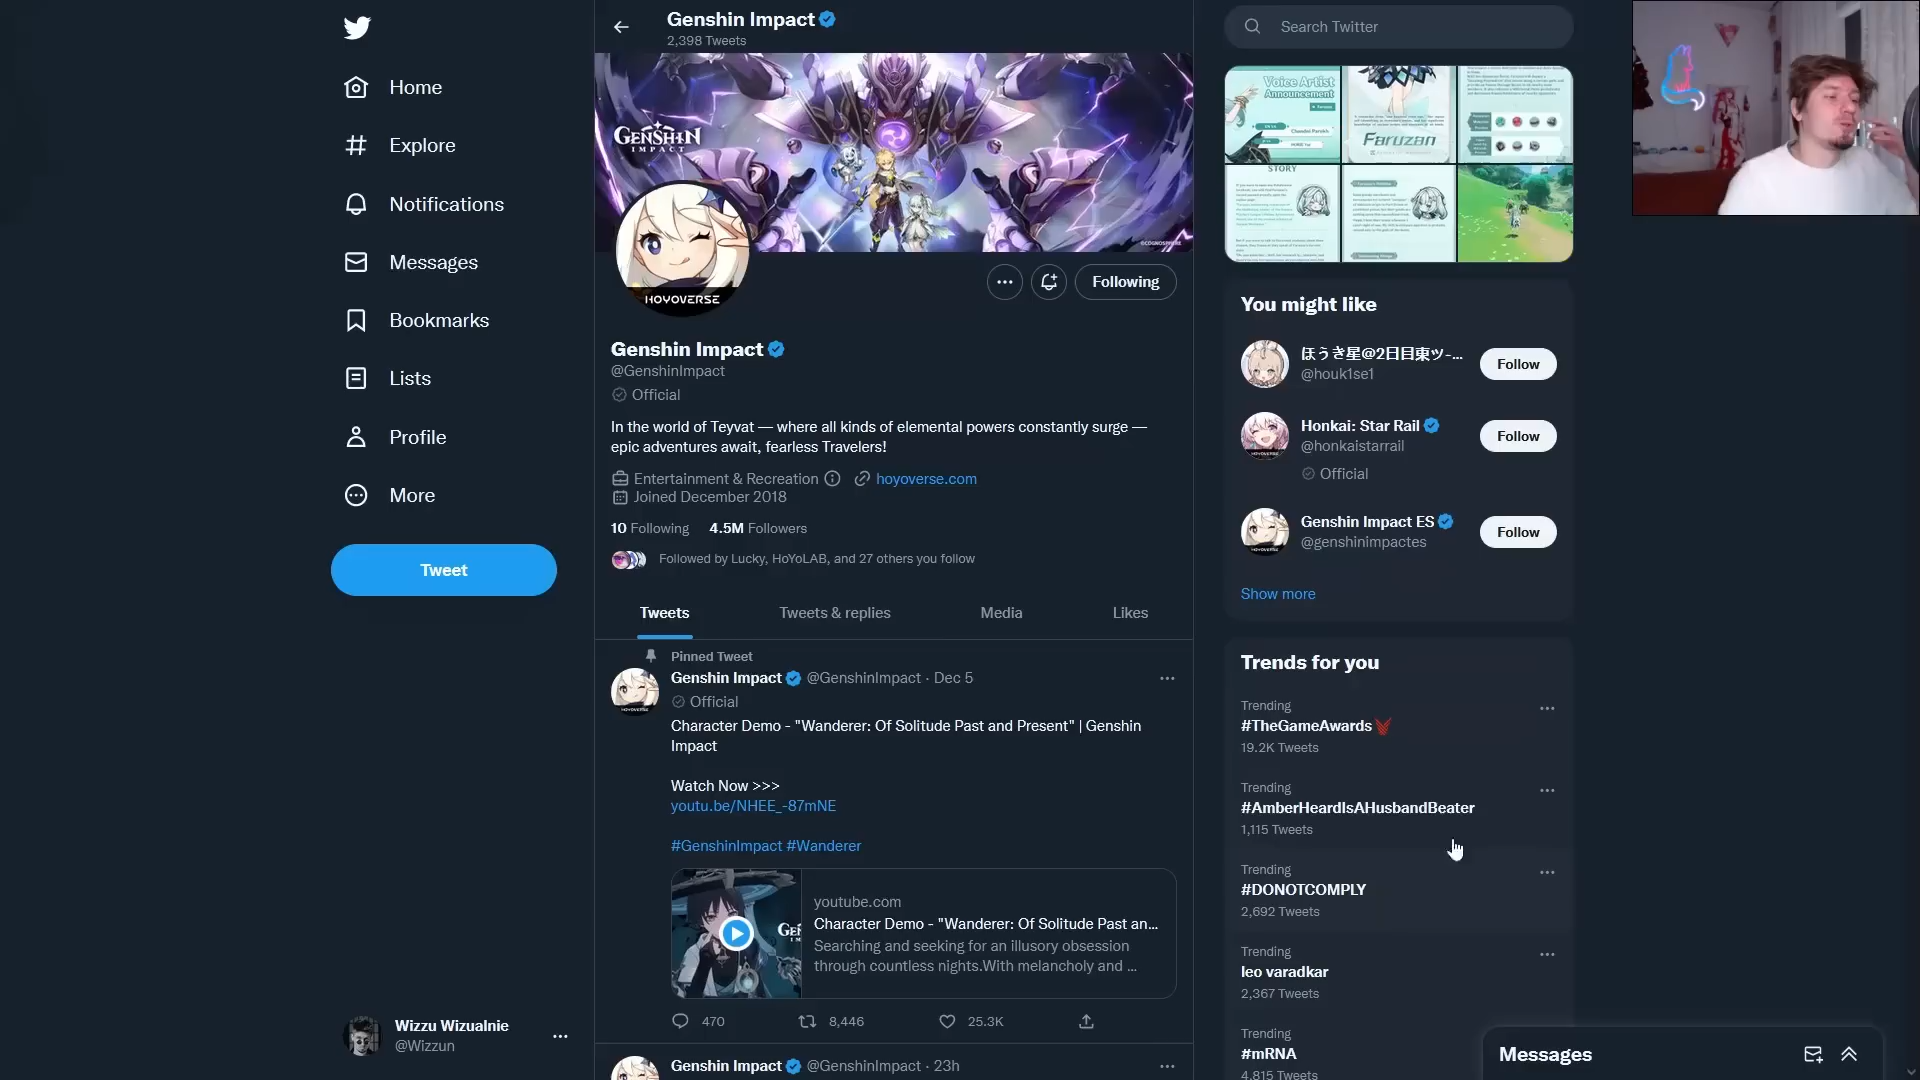 Home
Explore
Notifications
Messages
Bookmarks
Lists
Profile
More
Tweet
Wizzu Wizualnie
@Wizzun
Genshin Impact
2,398 Tweets
GENSHIN
IMPACT
©COGNOSPHERE
HOYOVERSE
Following
Genshin Impact
@GenshinImpact
Official
In the world of Teyvat — where all kinds of elemental powers constantly surge —
epic adventures await, fearless Travelers!
Entertainment & Recreation hoyoverse.com
Joined December 2018
10 Following 4.5M Followers
Followed by Lucky, HoYoLAB, and 27 others you follow
Tweets Tweets & replies Media Likes
Pinned Tweet
Genshin Impact @GenshinImpact · Dec 5
Official
Character Demo - "Wanderer: Of Solitude Past and Present" | Genshin
Impact
Watch Now >>>
youtu.be/NHEE_-87mNE
#GenshinImpact #Wanderer
youtube.com
Character Demo - "Wanderer: Of Solitude Past an...
Searching and seeking for an illusory obsession
through countless nights.With melancholy and ...
470 8,446 25.3K
Genshin Impact @GenshinImpact · 23h
Search Twitter
Voice Artist
Announcement
Faruzan
STORY
You might like
ほうき星@2日目東ッ-...
@houk1se1
Follow
Honkai: Star Rail
@honkaistarrail
Official
Follow
Genshin Impact ES
@genshinimpactes
Follow
Show more
Trends for you
Trending
#TheGameAwards
19.2K Tweets
Trending
#AmberHeardIsAHusbandBeater
1,115 Tweets
Trending
#DONOTCOMPLY
2,692 Tweets
Trending
leo varadkar
2,367 Tweets
Trending
#mRNA
4,815 Tweets
Messages